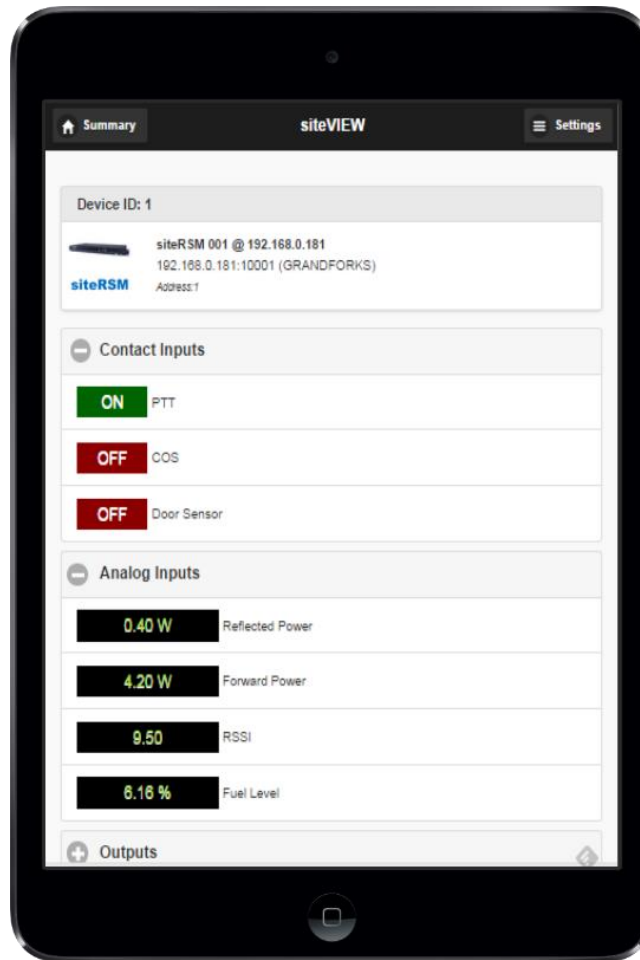 Summary
siteVIEW
Settings
Device ID: 1
siteRSM 001 @ 192.168.0.181
192.168.0.181:10001 (GRANDFORKS)
siteRSM
Address:1
Contact Inputs
ON PTT
OFF COS
OFF Door Sensor
Analog Inputs
0.40 W Reflected Power
4.20 W Forward Power
9.50 RSSI
6.16 % Fuel Level
Outputs